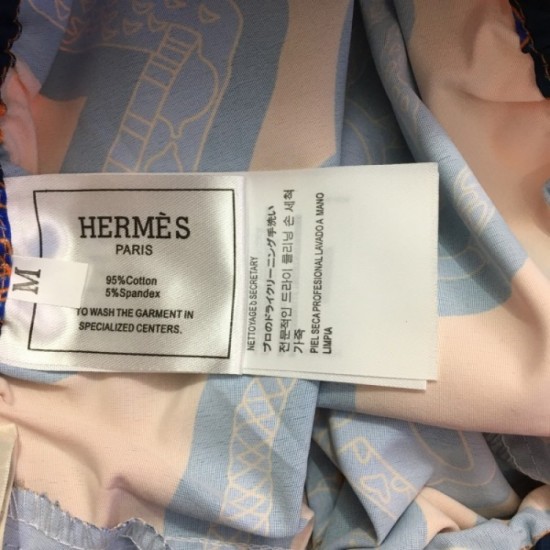 HERMÈS
PARIS
95%Cotton
5%Spandex
TO WASH THE GARMENT IN
SPECIALIZED CENTERS.
M
NETTOYAGE à SECRETARY
プロのドライクリーニング手洗い
전문적인 드라이 클리닝 손 세척
가죽
PIEL SECA PROFESIONAL LAVADO A MANO
LIMPIA